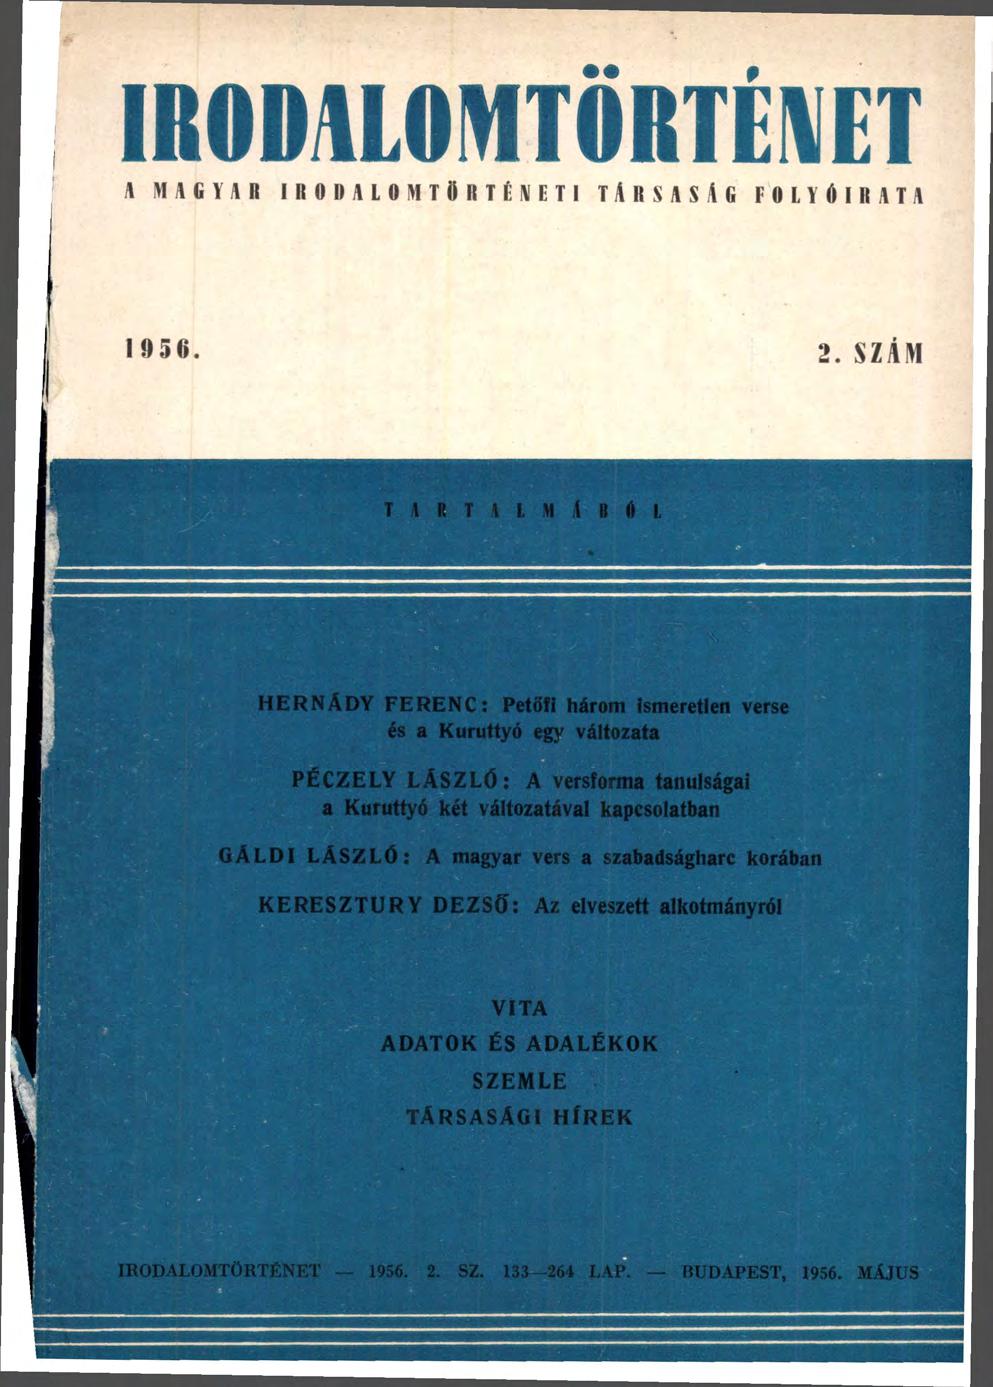 IRODALOMTÖRTÉNET
A MAGYAR IRODALOMTÖRTÉNETI TÁRSASÁG FOLYÓIRATA
1956. 2. SZÁM
TARTALMÁBÓL
HERNÁDY FERENC: Petőfi három ismeretlen verse
és a Kuruttyó egy változata
PÉCZELY LÁSZLÓ: A versforma tanulságai
a Kuruttyó két változatával kapcsolatban
GÁLDI LÁSZLÓ: A magyar vers a szabadságharc korában
KERESZTURY DEZSŐ: Az elveszett alkotmányról
VITA
ADATOK ÉS ADALÉKOK
SZEMLE
TÁRSASÁGI HÍREK
IRODALOMTÖRTÉNET — 1956. 2. SZ. 133—264 LAP. — BUDAPEST, 1956. MÁJUS